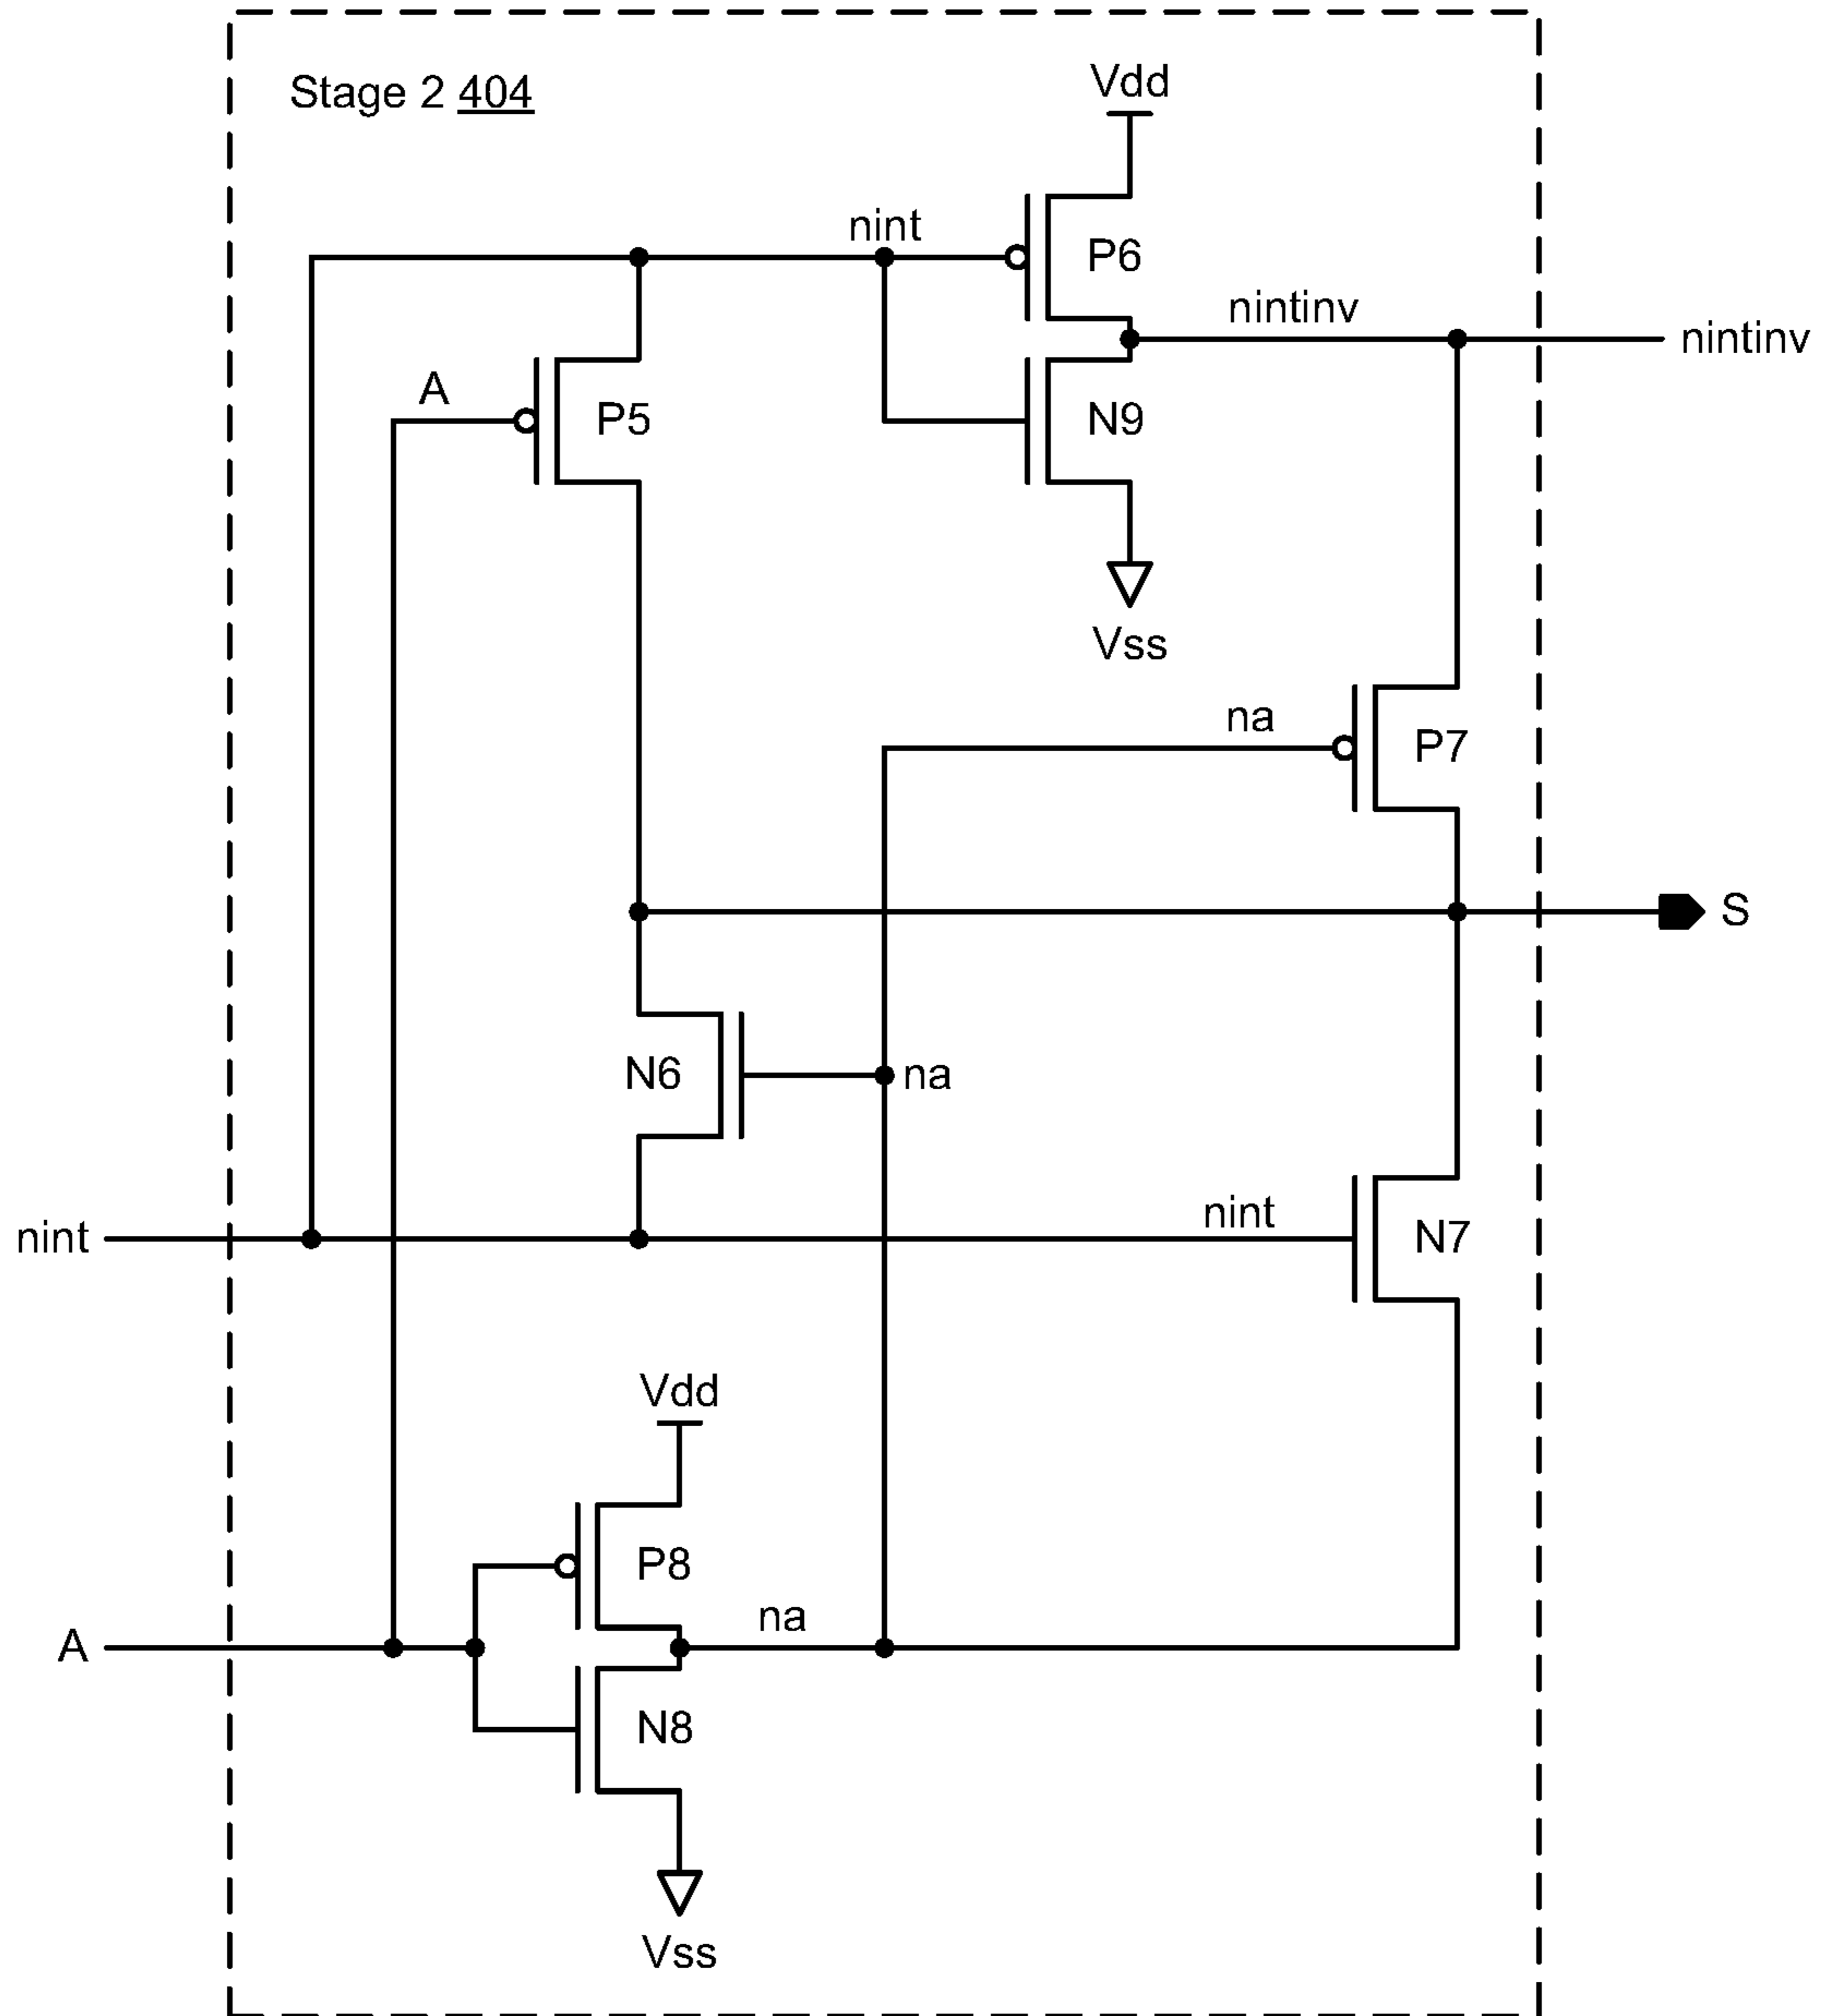 Stage 2 404
Vdd
nint
P6
nintinv
nintinv
A
P5
N9
Vss
na
P7
S
N6
na
nint
nint
N7
Vdd
P8
na
A
N8
Vss